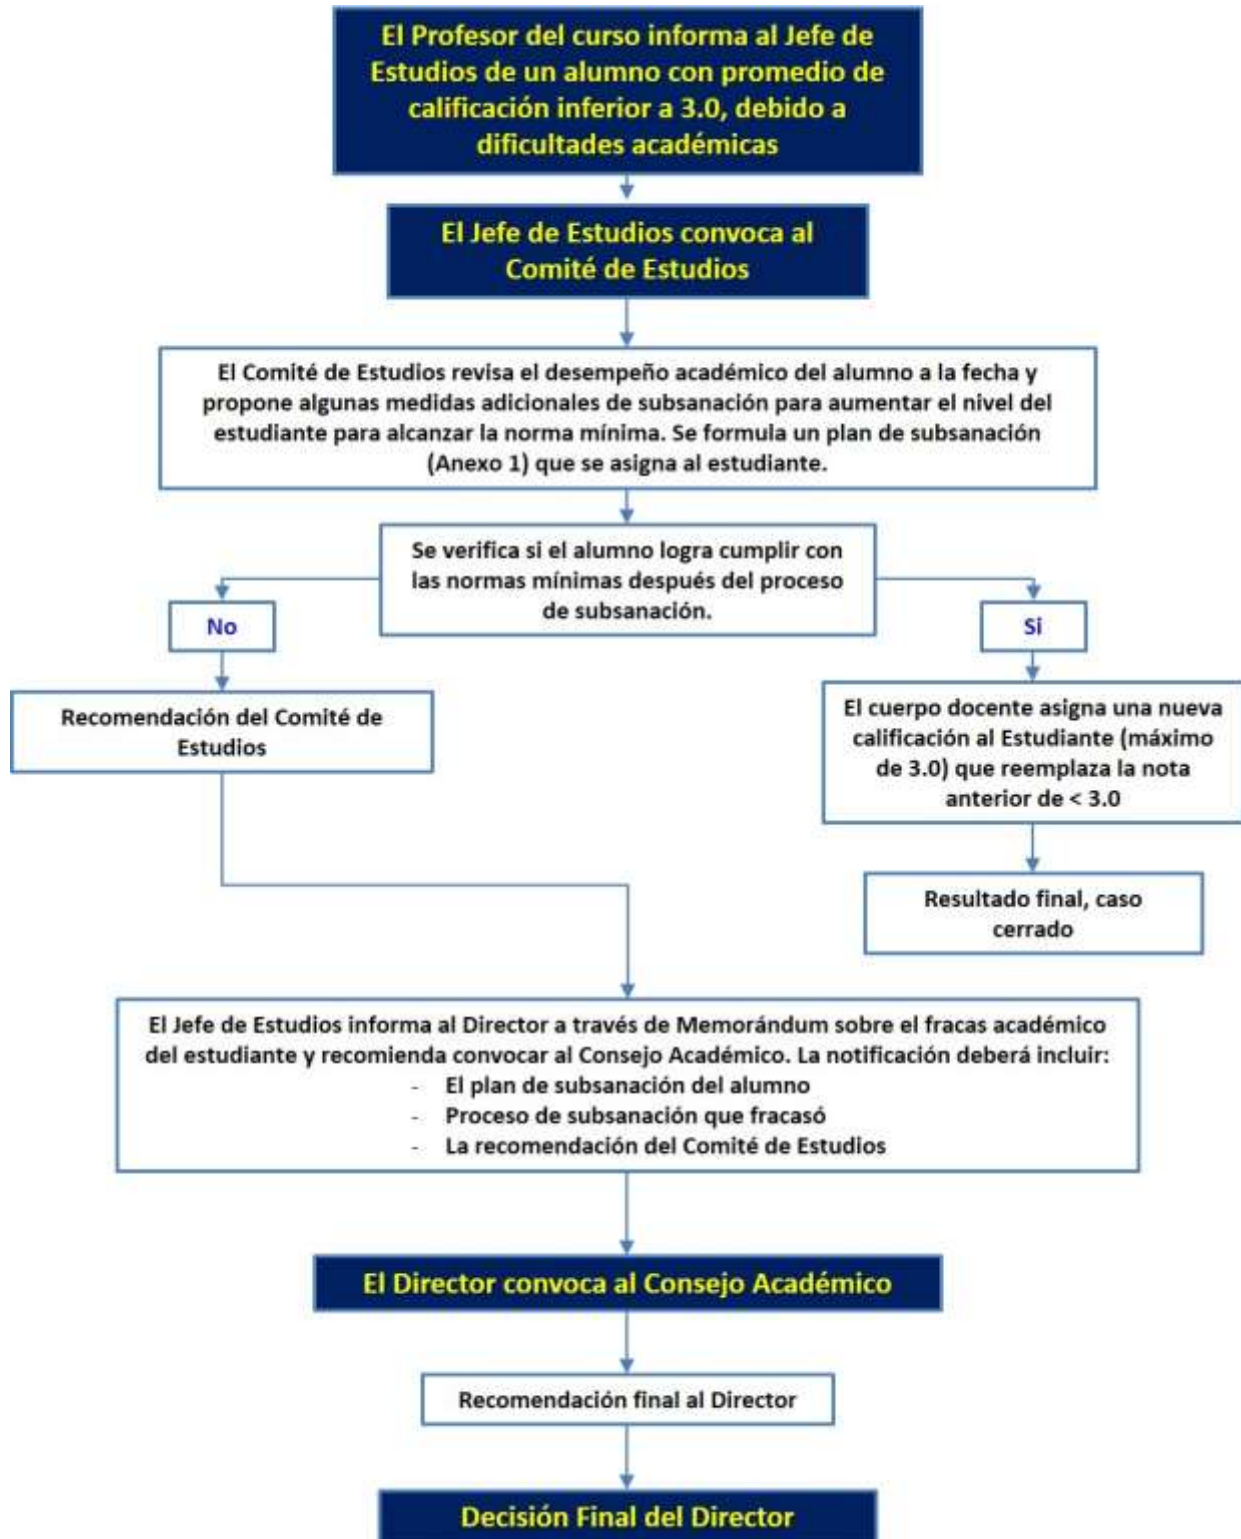 El Profesor del curso informa al Jefe de
Estudios de un alumno con promedio de
calificación inferior a 3.0, debido a
dificultades académicas
El Jefe de Estudios convoca al
Comité de Estudios
El Comité de Estudios revisa el desempeño académico del alumno a la fecha y
propone algunas medidas adicionales de subsanación para aumentar el nivel del
estudiante para alcanzar la norma mínima. Se formula un plan de subsanación
(Anexo 1) que se asigna al estudiante.
Se verifica si el alumno logra cumplir con
las normas mínimas después del proceso
de subsanación.
No
Si
Recomendación del Comité de
Estudios
El cuerpo docente asigna una nueva
calificación al Estudiante (máximo
de 3.0) que reemplaza la nota
anterior de < 3.0
Resultado final, caso
cerrado
El Jefe de Estudios informa al Director a través de Memorándum sobre el fracas académico
del estudiante y recomienda convocar al Consejo Académico. La notificación deberá incluir:
- El plan de subsanación del alumno
- Proceso de subsanación que fracasó
- La recomendación del Comité de Estudios
El Director convoca al Consejo Académico
Recomendación final al Director
Decisión Final del Director